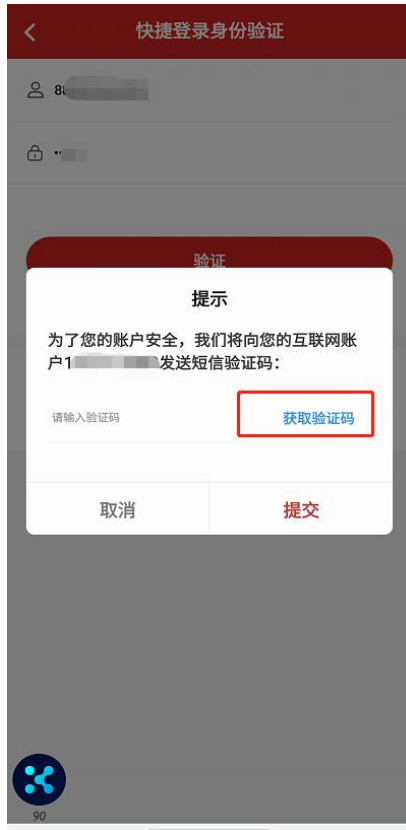 快捷登录身份验证
验证
提示
为了您的账户安全，我们将向您的互联网账
户1 发送短信验证码：
请输入验证码 获取验证码
取消 提交
90